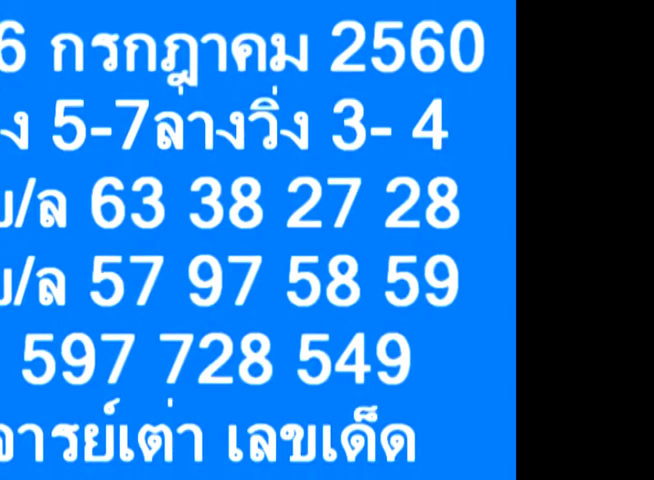 6 กรกฎาคม 2560
ง 5-7ล่างวิ่ง 3- 4
บ/ล 63 38 27 28
บ/ล 57 97 58 59
597 728 549
จารย์เต่า เลขเด็ด